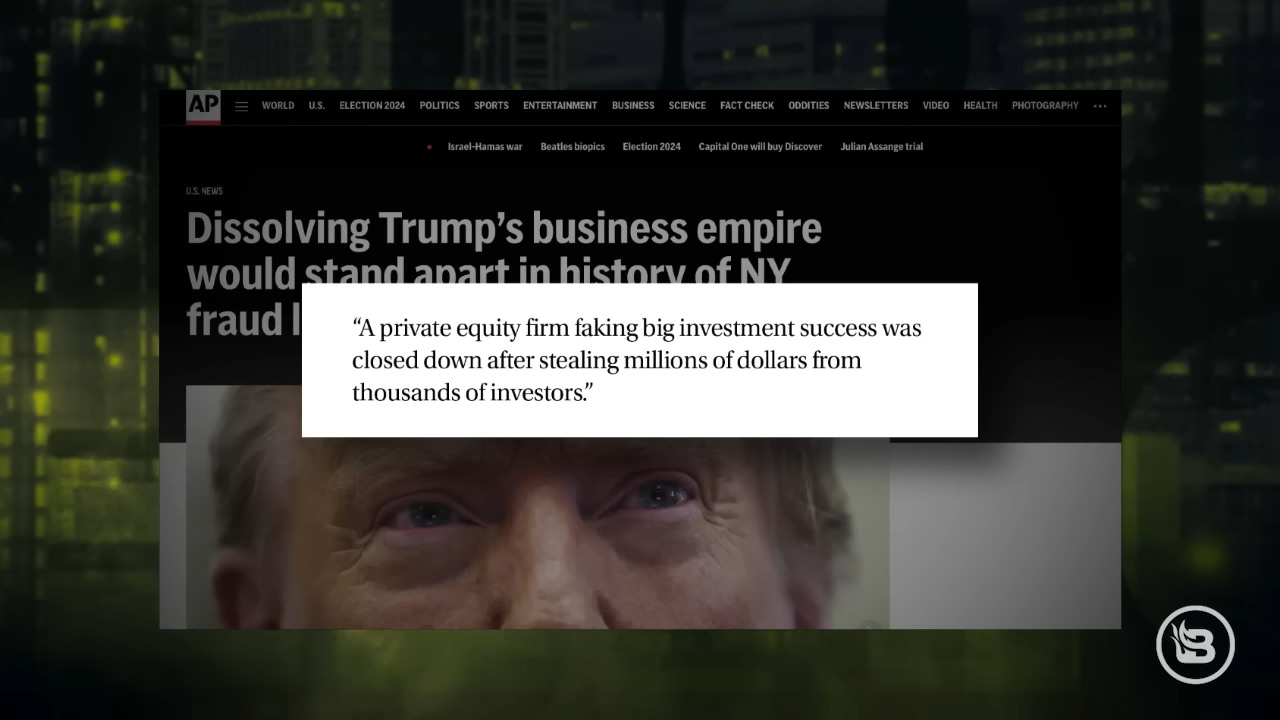 AP
WORLD U.S. ELECTION 2024 POLITICS SPORTS ENTERTAINMENT BUSINESS SCIENCE FACT CHECK ODDITIES NEWSLETTERS VIDEO HEALTH PHOTOGRAPHY
Israel-Hamas war Beatles biopics Election 2024 Capital One will buy Discover Julian Assange trial
U.S. NEWS
Dissolving Trump’s business empire
would stand apart in history of NY
fraud
“A private equity firm faking big investment success was
closed down after stealing millions of dollars from
thousands of investors.”
B